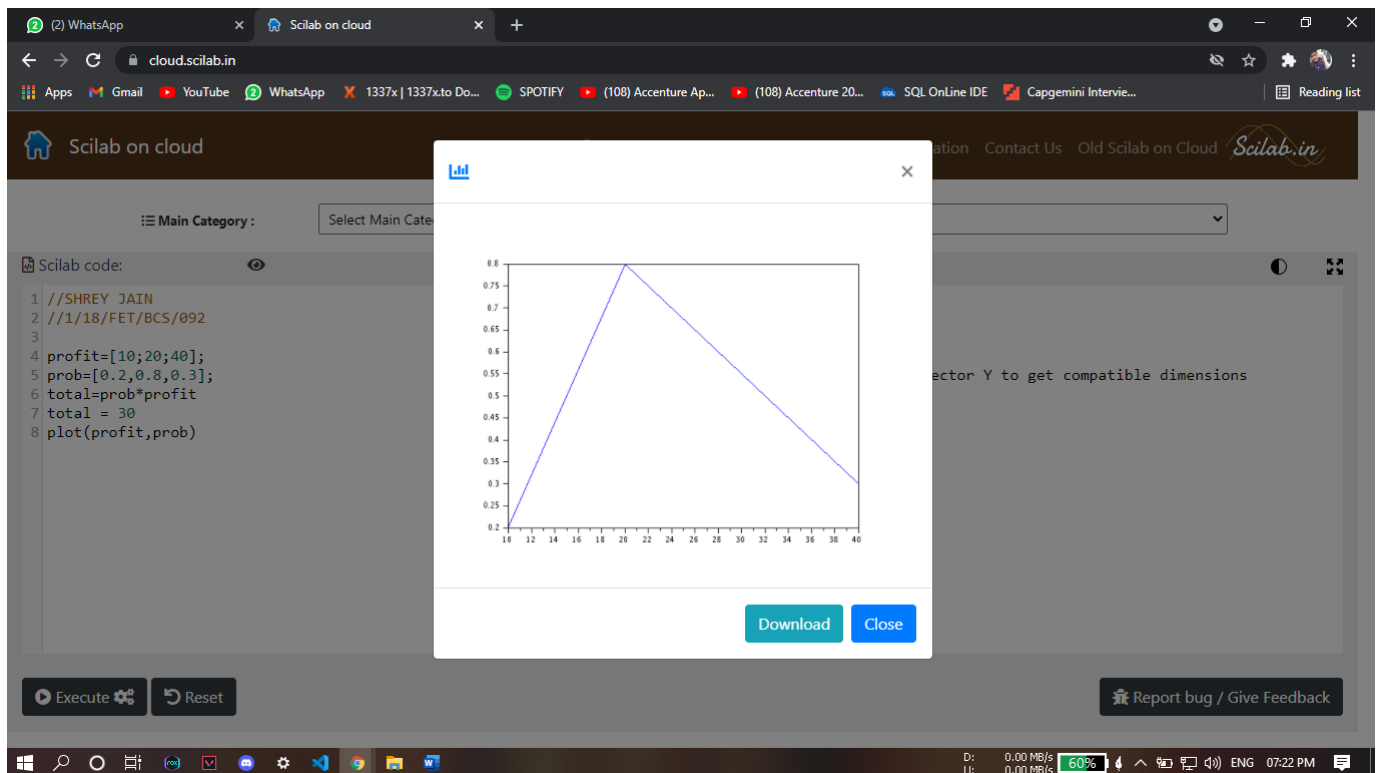 (2) WhatsApp
Scilab on cloud
cloud.scilab.in
Apps Gmail YouTube WhatsApp 1337x | 1337x.to Do... SPOTIFY (108) Accenture Ap... (108) Accenture 20... SQL OnLine IDE Capgemini Intervie... Reading list
Scilab on cloud
ation Contact Us Old Scilab on Cloud Scilab.in
Main Category :
Select Main Cate
Scilab code:
1 //SHREY JAIN
2 //1/18/FET/BCS/092
3
4 profit=[10;20;40];
5 prob=[0.2,0.8,0.3];
6 total=prob*profit
7 total = 30
8 plot(profit,prob)
ector Y to get compatible dimensions
0.8
0.75
0.7
0.65
0.6
0.55
0.5
0.45
0.4
0.35
0.3
0.25
0.2
10 12 14 16 18 20 22 24 26 28 30 32 34 36 38 40
Download Close
Execute Reset
Report bug / Give Feedback
D: 0.00 MB/s
U: 0.00 MB/s
60%
ENG 07:22 PM